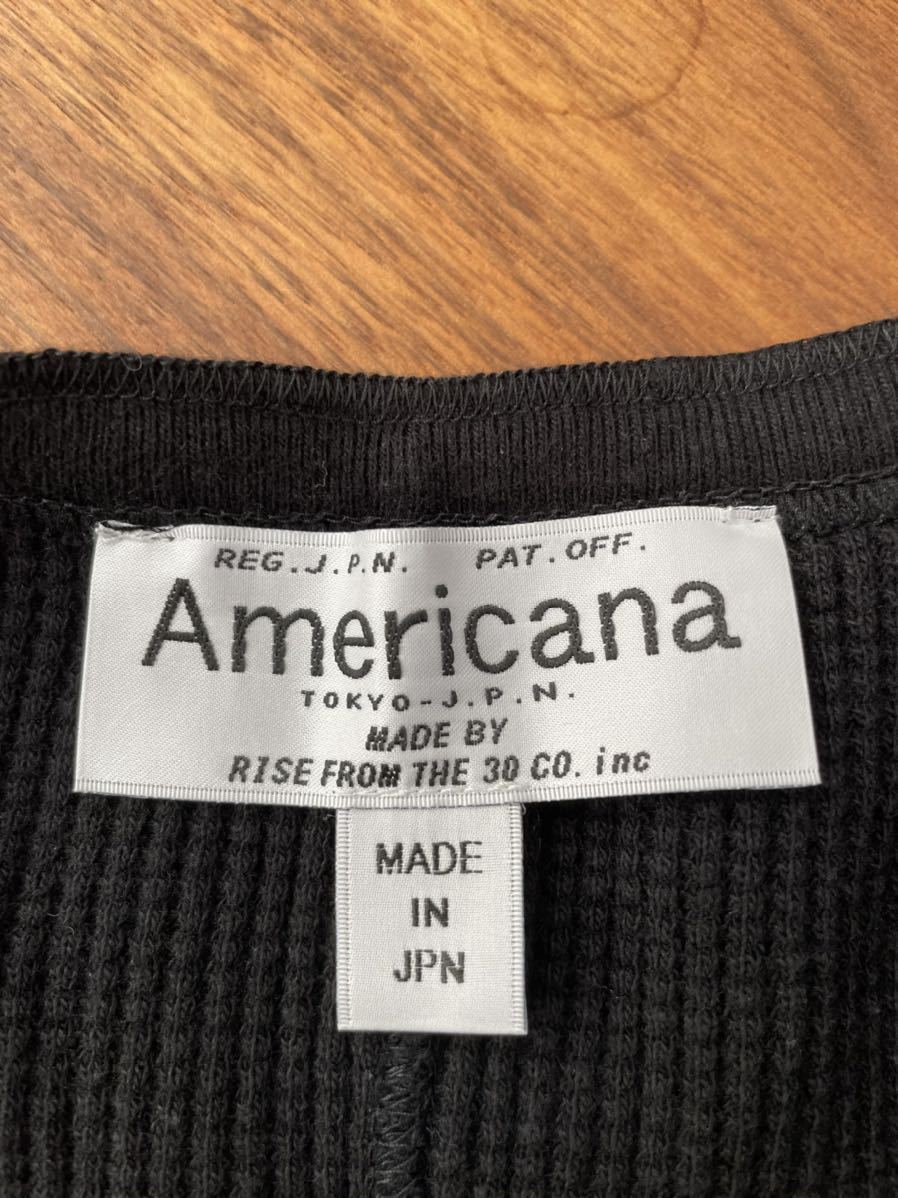 REG.J.P.N. PAT.OFF.
Americana
TOKYO-J.P.N.
MADE BY
RISE FROM THE 30 CO. inc
MADE
IN
JPN